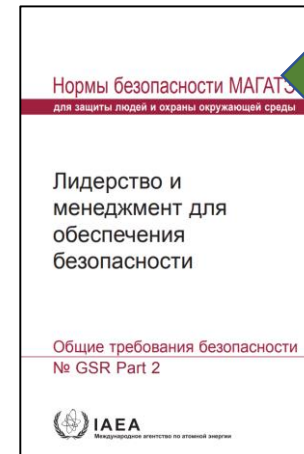 Нормы безопасности МАГАТЭ
для защиты людей и охраны окружающей среды
Лидерство и
менеджмент для
обеспечения
безопасности
Общие требования безопасности
№ GSR Part 2
IAEA
Международное агентство по атомной энергии